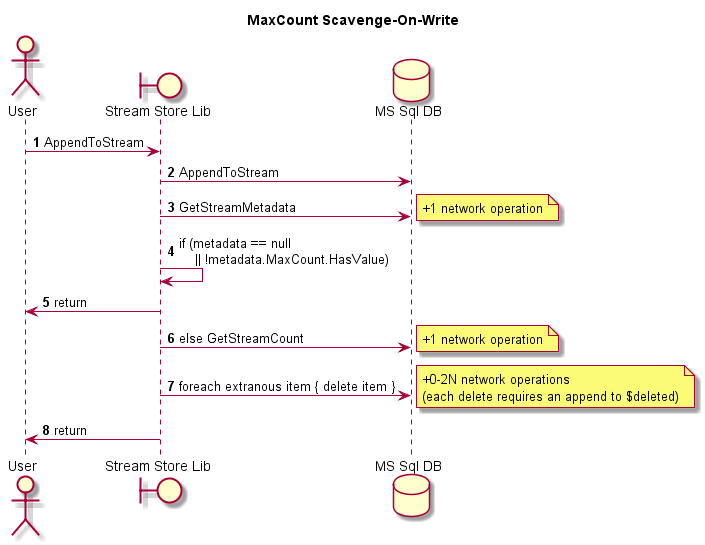 MaxCount Scavenge-On-Write
User
Stream Store Lib
MS Sql DB
1 AppendToStream
2 AppendToStream
3 GetStreamMetadata
+1 network operation
4 if (metadata == null
|| !metadata.MaxCount.HasValue)
5 return
6 else GetStreamCount
+1 network operation
7 foreach extranous item { delete item }
+0-2N network operations
(each delete requires an append to $deleted)
8 return
User
Stream Store Lib
MS Sql DB